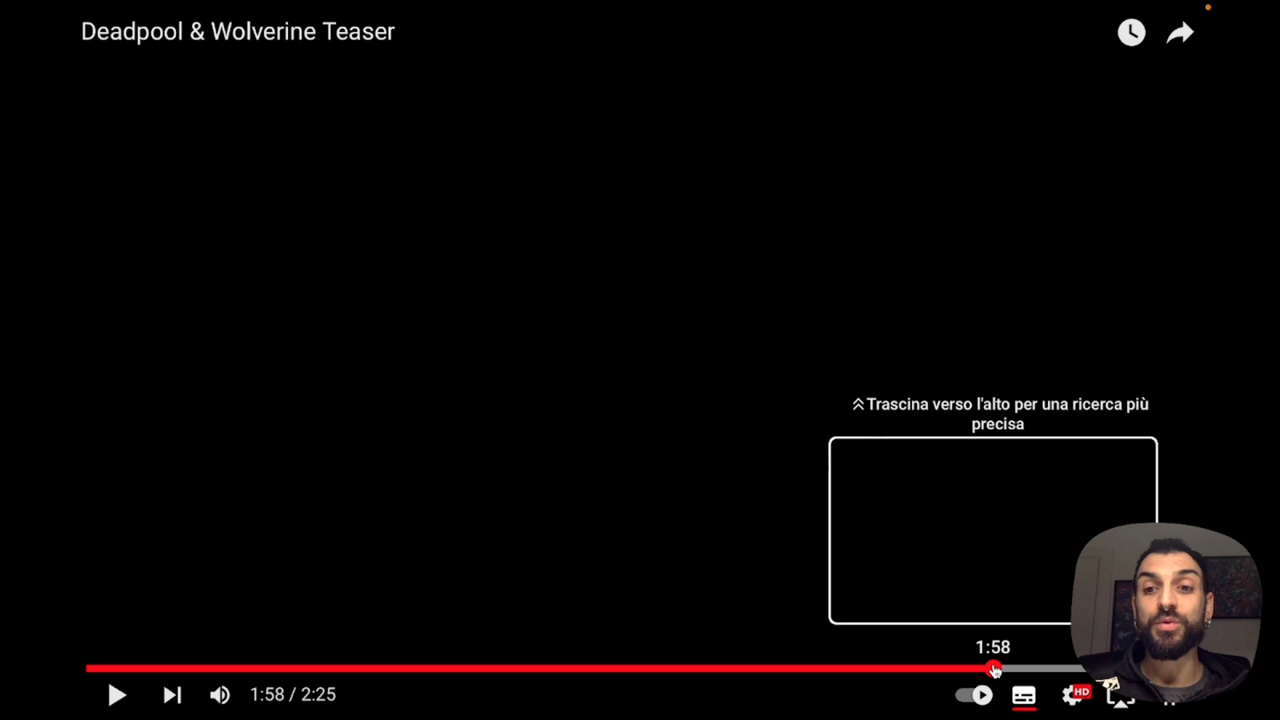 Deadpool & Wolverine Teaser
Trascina verso l'alto per una ricerca più
precisa
1:58
1:58 / 2:25
HD